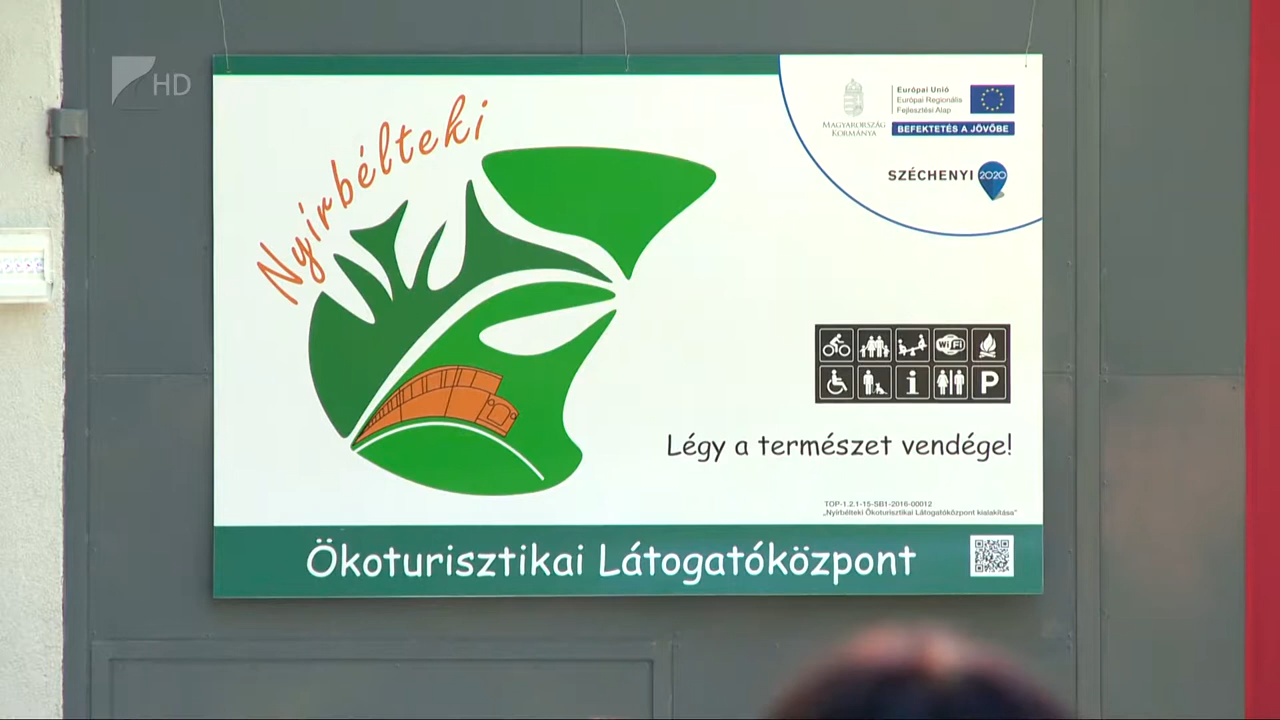 HD
Nyírbélteki
MAGYARORSZÁG
KORMÁNYA
Európai Unió
Európai Regionális
Fejlesztési Alap
BEFEKTETÉS A JÖVŐBE
SZÉCHENYI 2020
WiFi
i
P
Légy a természet vendége!
TOP-1.2.1-15-SB1-2016-00012
„Nyírbélteki Ökoturisztikai Látogatóközpont kialakítása”
Ökoturisztikai Látogatóközpont